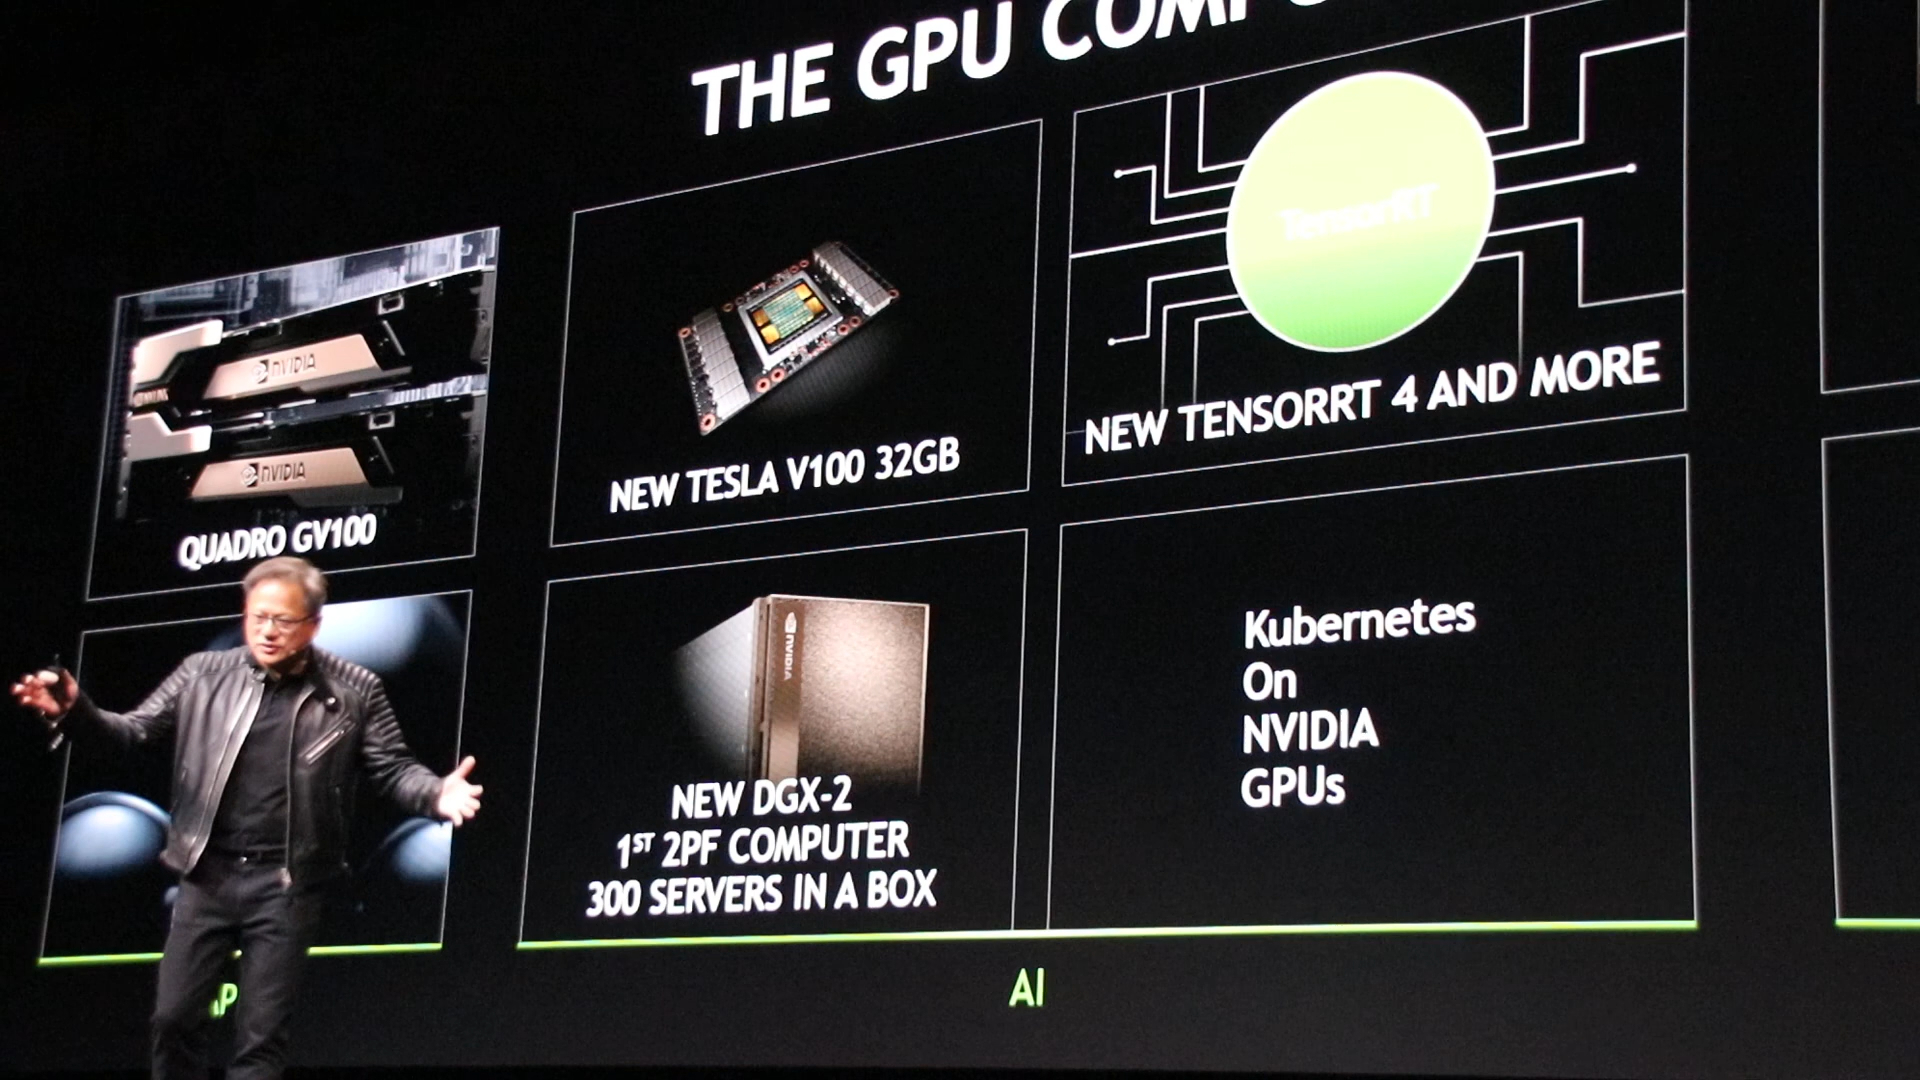 THE GPU
NVIDIA
NVIDIA
QUADRO GV100
NEW TESLA V100 32GB
TensorRT
NEW TENSORRT 4 AND MORE
NVIDIA
NEW DGX-2
1ST 2PF COMPUTER
300 SERVERS IN A BOX
Kubernetes
On
NVIDIA
GPUs
AI